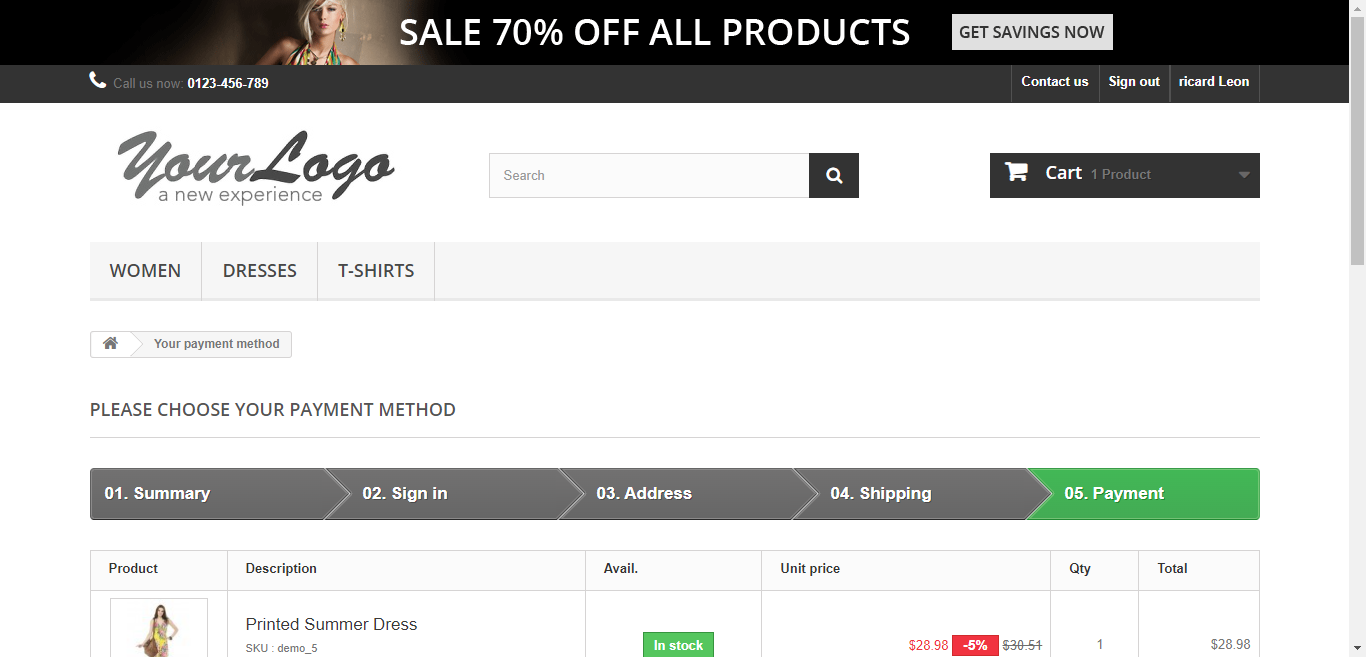 SALE 70% OFF ALL PRODUCTS GET SAVINGS NOW
Call us now: 0123-456-789 Contact us Sign out ricard Leon
YourLogo
a new experience
Search Cart 1 Product
WOMEN DRESSES T-SHIRTS
Your payment method
PLEASE CHOOSE YOUR PAYMENT METHOD
01. Summary 02. Sign in 03. Address 04. Shipping 05. Payment
Product Description Avail. Unit price Qty Total
Printed Summer Dress
SKU : demo_5 In stock $28.98 -5% $30.51 1 $28.98